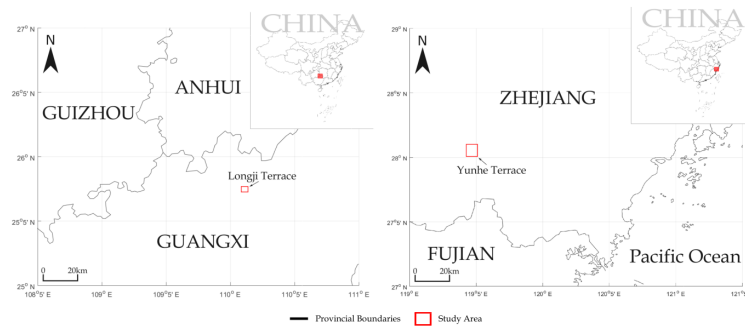 CHINA
27° N
N
ANHUI
GUIZHOU
26.5° N
26° N
Longji Terrace
25.5° N
GUANGXI
0 20km
25° N
108.5° E 109° E 109.5° E 110° E 110.5° E 111° E
CHINA
29° N
N
28.5° N
ZHEJIANG
28° N
Yunhe Terrace
27.5° N
FUJIAN
Pacific Ocean
0 20km
27° N
119° E 119.5° E 120° E 120.5° E 121° E 121.5
Provincial Boundaries Study Area